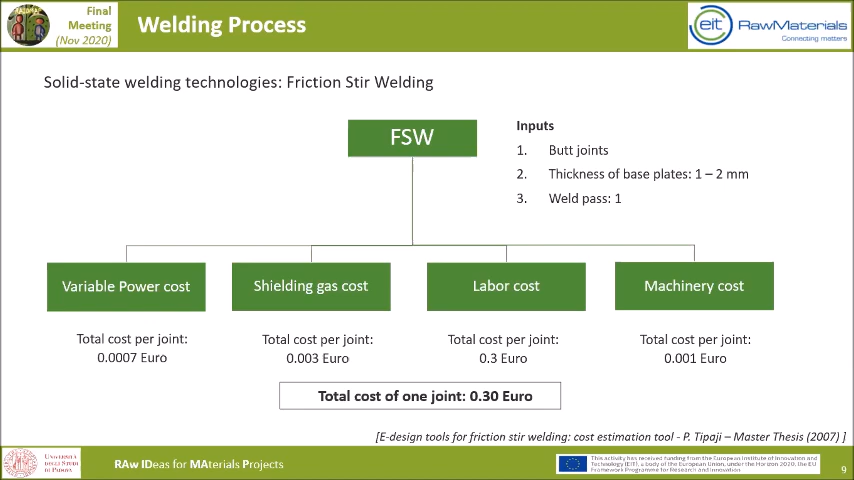 Final
Meeting
(Nov 2020)
Welding Process
eit RawMaterials
Connecting matters
Solid-state welding technologies: Friction Stir Welding
FSW
Inputs
1. Butt joints
2. Thickness of base plates: 1 – 2 mm
3. Weld pass: 1
Variable Power cost
Shielding gas cost
Labor cost
Machinery cost
Total cost per joint:
0.0007 Euro
Total cost per joint:
0.003 Euro
Total cost per joint:
0.3 Euro
Total cost per joint:
0.001 Euro
Total cost of one joint: 0.30 Euro
[E-design tools for friction stir welding: cost estimation tool - P. Tipaji – Master Thesis (2007) ]
Università
degli Studi
di Padova
RAw IDeas for MAterials Projects
This activity has received funding from the European Institute of Innovation and
Technology (EIT), a body of the European Union, under the Horizon 2020, the EU
Framework Programme for Research and Innovation
9